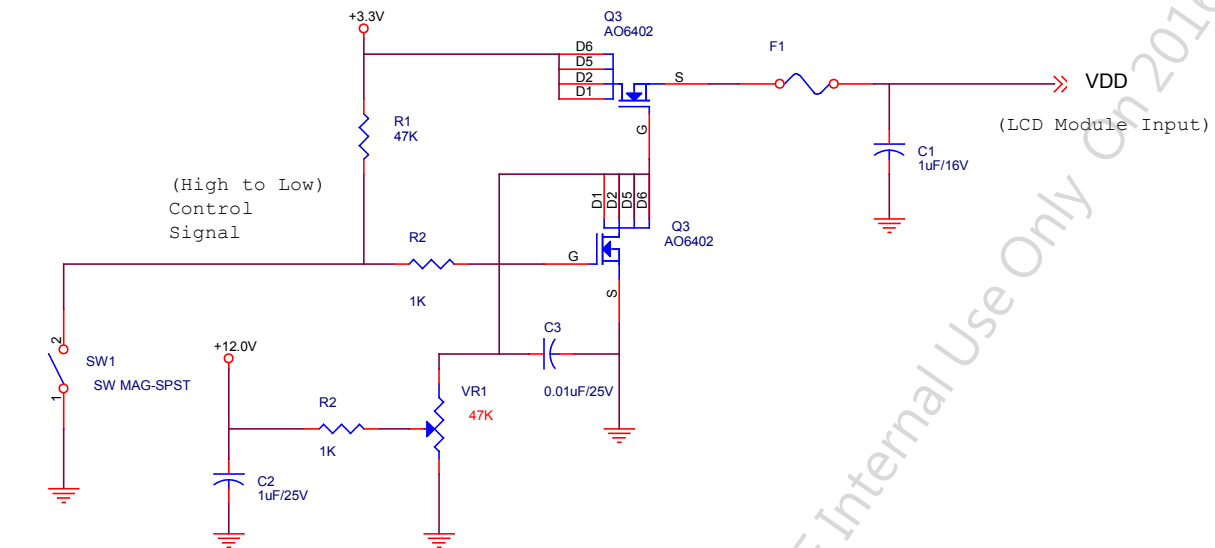 +3.3V
Q3
AO6402
D6
D5
D2
D1
S
G
F1
VDD
(LCD Module Input)
R1
47K
C1
1uF/16V
(High to Low)
Control
Signal
D1
D2
D5
D6
Q3
AO6402
R2
1K
G
S
2
SW1
SW MAG-SPST
1
+12.0V
C3
0.01uF/25V
VR1
47K
R2
1K
C2
1uF/25V
Internal Use Only On 2016